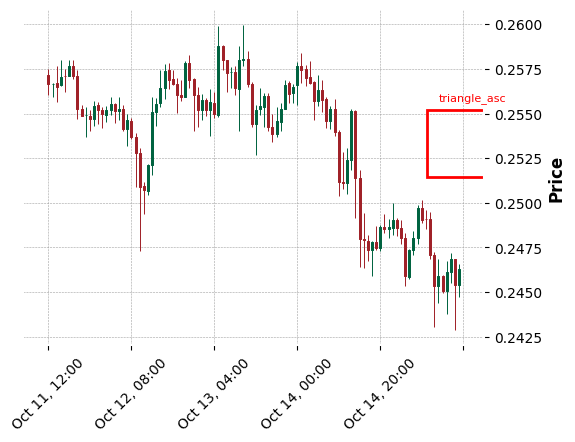 0.2600
0.2575
triangle_asc
0.2550
0.2525
0.2500
0.2475
0.2450
0.2425
Price
Oct 11, 12:00
Oct 12, 08:00
Oct 13, 04:00
Oct 14, 00:00
Oct 14, 20:00